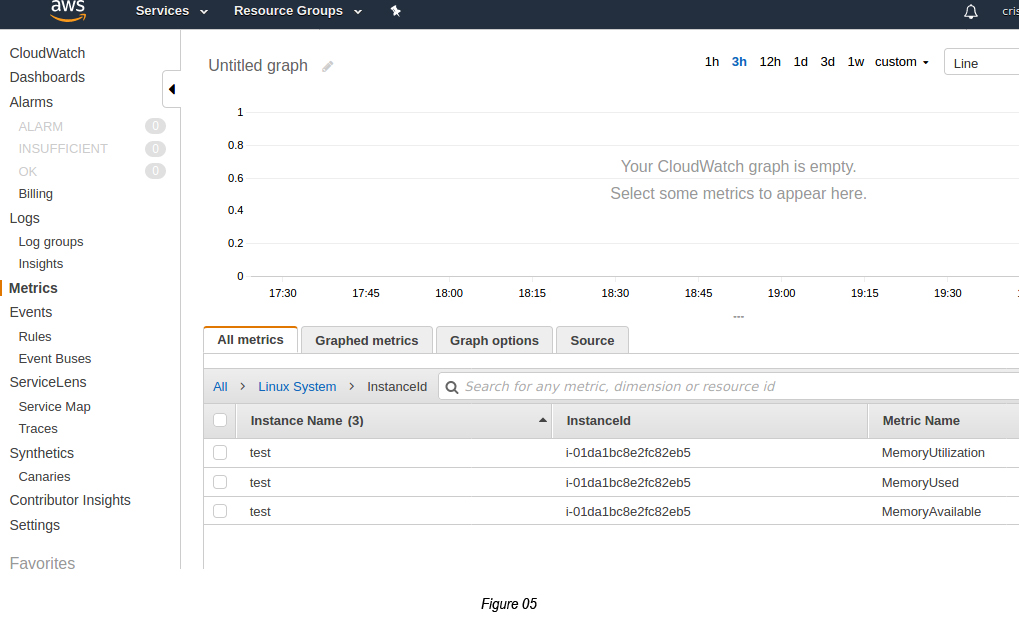 aws Services Resource Groups
CloudWatch
Dashboards
Alarms
ALARM 0
INSUFFICIENT 0
OK 0
Billing
Logs
Log groups
Insights
Metrics
Events
Rules
Event Buses
ServiceLens
Service Map
Traces
Synthetics
Canaries
Contributor Insights
Settings
Favorites
Untitled graph
1h 3h 12h 1d 3d 1w custom Line
1
0.8
0.6
0.4
0.2
0
Your CloudWatch graph is empty.
Select some metrics to appear here.
17:30 17:45 18:00 18:15 18:30 18:45 19:00 19:15 19:30
All metrics Graphed metrics Graph options Source
All > Linux System > InstanceId Search for any metric, dimension or resource id
Instance Name (3) InstanceId Metric Name
test i-01da1bc8e2fc82eb5 MemoryUtilization
test i-01da1bc8e2fc82eb5 MemoryUsed
test i-01da1bc8e2fc82eb5 MemoryAvailable
Figure 05